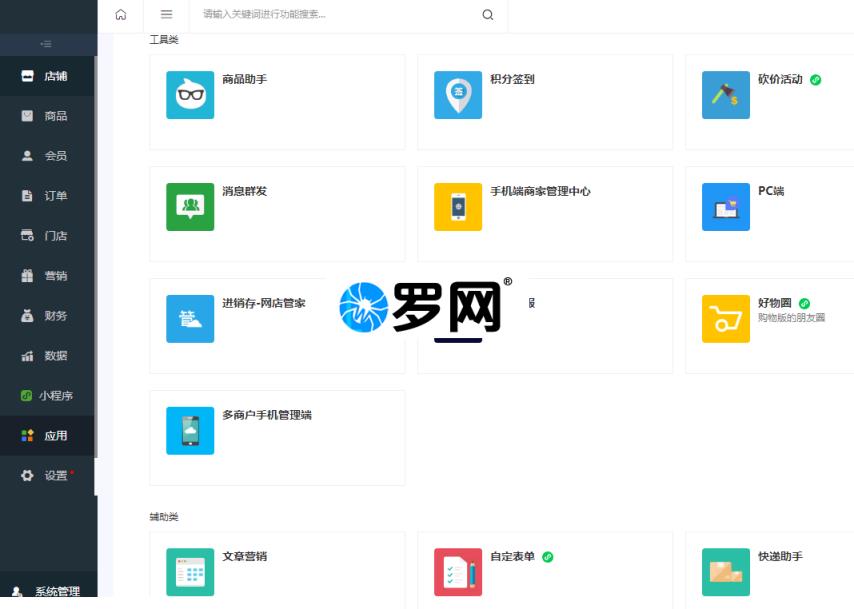 请输入关键词进行功能搜索...
店铺
商品
会员
订单
门店
营销
财务
数据
小程序
应用
设置
系统管理
工具类
商品助手
积分签到
签
砍价活动
消息群发
手机端商家管理中心
PC端
进销存-网店管家
管
罗网®
服
好物圈
购物版的朋友圈
多商户手机管理端
辅助类
文章营销
自定表单
快递助手